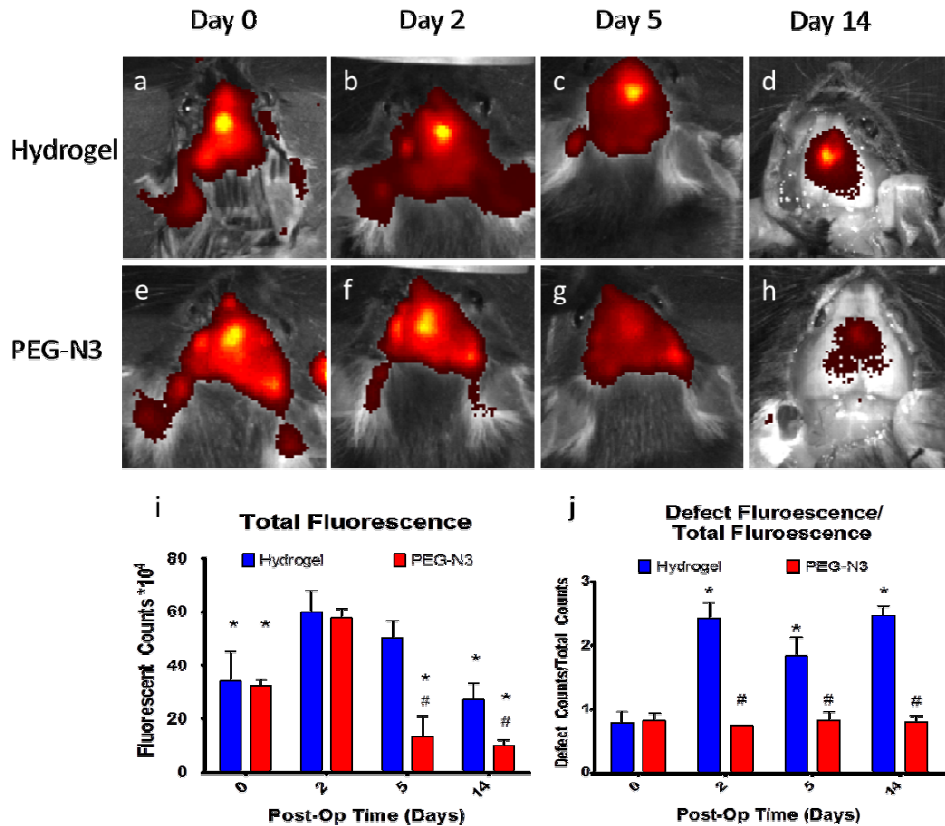 Day 0 Day 2 Day 5 Day 14
a b c d
Hydrogel
e f g h
PEG-N3
i
Total Fluorescence
Hydrogel PEG-N3
80
60
40
20
0
Fluorescent Counts *10⁴
* *
*
#
*
*
#
0 2 5 14
Post-Op Time (Days)
j
Defect Fluroescence/
Total Fluroescence
Hydrogel PEG-N3
3
2
1
0
Defect Counts/Total Counts
*
#
*
#
*
#
0 2 5 14
Post-Op Time (Days)